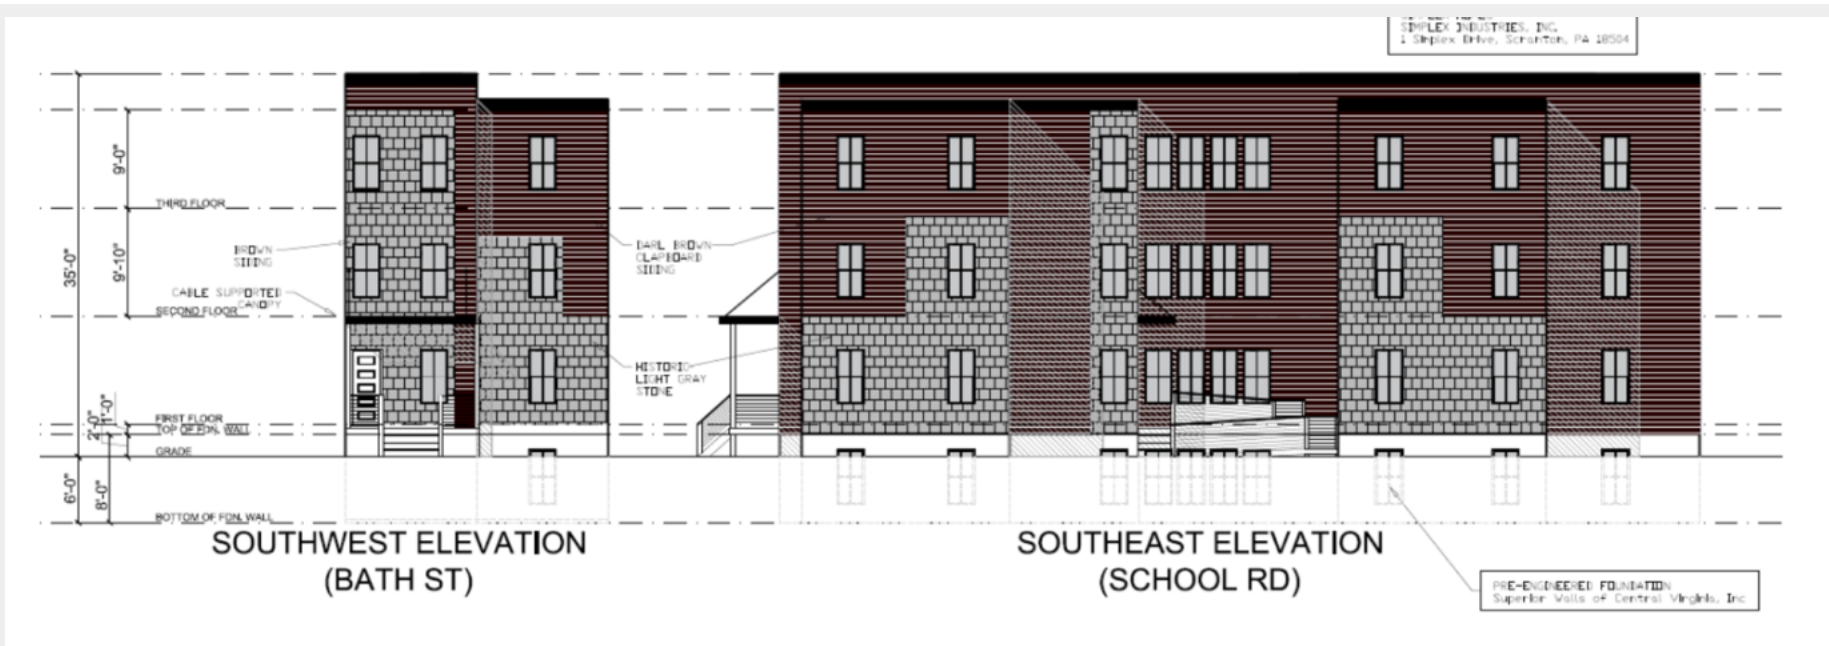 SIMPLEX INDUSTRIES, INC.
1 Simplex Drive, Scranton, PA 18504
35'-0"
9'-0"
9'-10"
1'-0"
2'-0"
6'-0"
8'-0"
THIRD FLOOR
BROWN
SIDING
CABLE SUPPORTED
CANOPY
SECOND FLOOR
FIRST FLOOR
TOP OF FDN. WALL
GRADE
BOTTOM OF FDN. WALL
DARL BROWN
CLAPBOARD
SIDING
HISTORIC
LIGHT GRAY
STONE
SOUTHWEST ELEVATION
(BATH ST)
SOUTHEAST ELEVATION
(SCHOOL RD)
PRE-ENGINEERED FOUNDATION
Superior Walls of Central Virginia, Inc